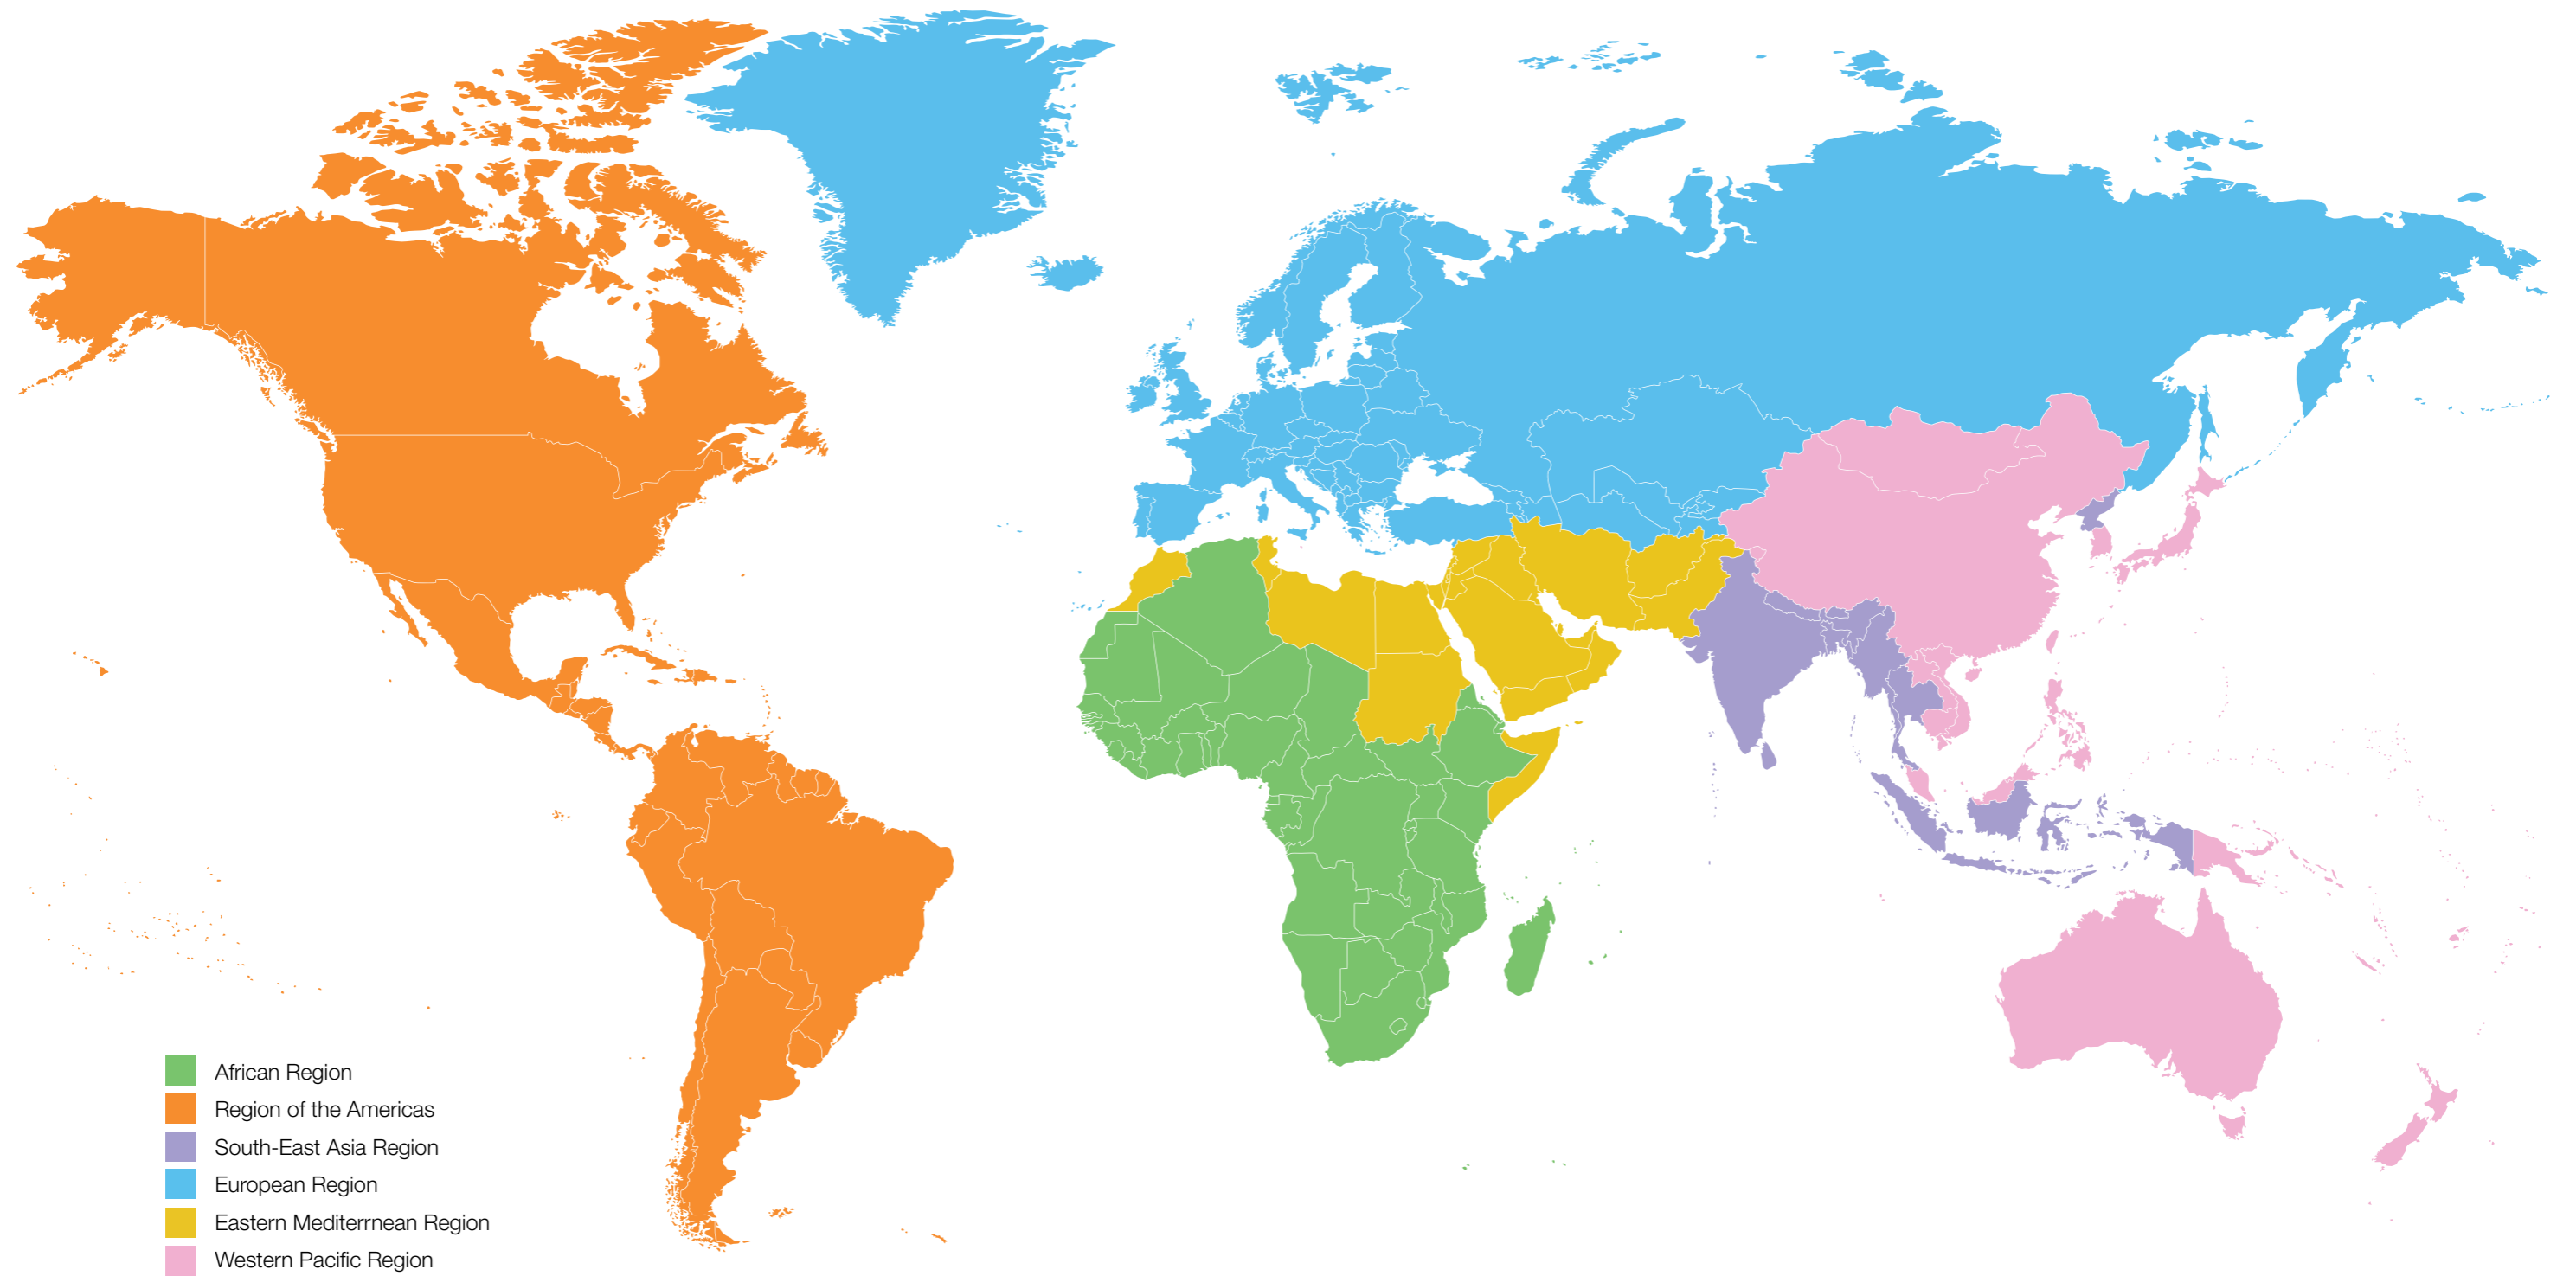 African Region
Region of the Americas
South-East Asia Region
European Region
Eastern Mediterrnean Region
Western Pacific Region